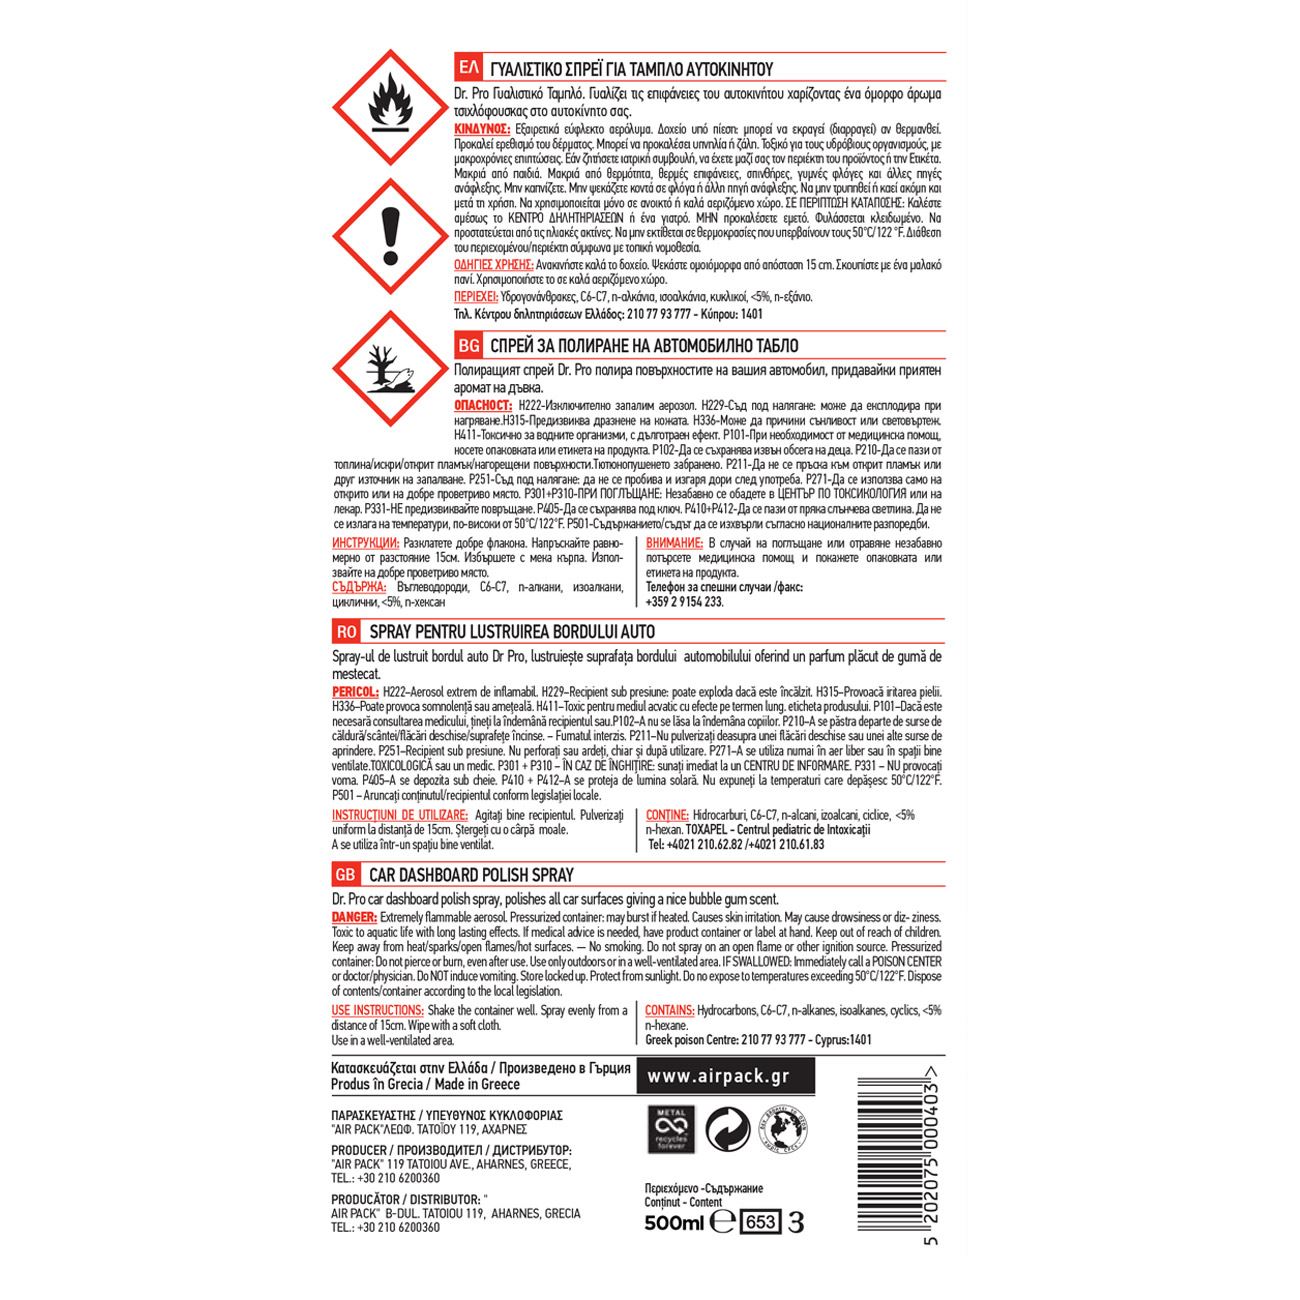 ΕΛ ΓΥΑΛΙΣΤΙΚΟ ΣΠΡΕΪ ΓΙΑ ΤΑΜΠΛΟ ΑΥΤΟΚΙΝΗΤΟΥ
Dr. Pro Γυαλιστικό Ταμπλό. Γυαλίζει τις επιφάνειες του αυτοκινήτου χαρίζοντας ένα όμορφο άρωμα
τσιχλόφουσκας στο αυτοκίνητο σας.
ΚΙΝΔΥΝΟΣ: Εξαιρετικά εύφλεκτο αερόλυμα. Δοχείο υπό πίεση: μπορεί να εκραγεί (διαρραγεί) αν θερμανθεί.
Προκαλεί ερεθισμό του δέρματος. Μπορεί να προκαλέσει υπνηλία ή ζάλη. Τοξικό για τους υδρόβιους οργανισμούς, με
μακροχρόνιες επιπτώσεις. Εάν ζητήσετε ιατρική συμβουλή, να έχετε μαζί σας τον περιέκτη του προϊόντος ή την Ετικέτα.
Μακριά από παιδιά. Μακριά από θερμότητα, θερμές επιφάνειες, σπινθήρες, γυμνές φλόγες και άλλες πηγές
ανάφλεξης. Μην καπνίζετε. Μην ψεκάζετε κοντά σε φλόγα ή άλλη πηγή ανάφλεξης. Να μην τρυπηθεί ή καεί ακόμη και
μετά τη χρήση. Να χρησιμοποιείται μόνο σε ανοικτό ή καλά αεριζόμενο χώρο. ΣΕ ΠΕΡΙΠΤΩΣΗ ΚΑΤΑΠΟΣΗΣ: Καλέστε
αμέσως το ΚΕΝΤΡΟ ΔΗΛΗΤΗΡΙΑΣΕΩΝ ή ένα γιατρό. ΜΗΝ προκαλέσετε εμετό. Φυλάσσεται κλειδωμένο. Να
προστατεύεται από τις ηλιακές ακτίνες. Να μην εκτίθεται σε θερμοκρασίες που υπερβαίνουν τους 50°C/122 °F. Διάθεση
του περιεχομένου/περιέκτη σύμφωνα με τοπική νομοθεσία.
ΟΔΗΓΙΕΣ ΧΡΗΣΗΣ: Ανακινήστε καλά το δοχείο. Ψεκάστε ομοιόμορφα από απόσταση 15 cm. Σκουπίστε με ένα μαλακό
πανί. Χρησιμοποιήστε το σε καλά αεριζόμενο χώρο.
ΠΕΡΙΕΧΕΙ: Υδρογονάνθρακες, C6-C7, n-αλκάνια, ισοαλκάνια, κυκλικοί, <5%, n-εξάνιο.
Τηλ. Κέντρου δηλητηριάσεων Ελλάδος: 210 77 93 777 - Κύπρου: 1401
BG СПРЕЙ ЗА ПОЛИРАНЕ НА АВТОМОБИЛНО ТАБЛО
Полиращият спрей Dr. Pro полира повърхностите на вашия автомобил, придавайки приятен
аромат на дъвка.
ОПАСНОСТ: H222-Изключително запалим аерозол. H229-Съд под налягане: може да експлодира при
нагряване.H315-Предизвиква дразнене на кожата. H336-Може да причини сънливост или световъртеж.
H411-Токсично за водните организми, с дълготраен ефект. P101-При необходимост от медицинска помощ,
носете опаковката или етикета на продукта. P102-Да се съхранява извън обсега на деца. P210-Да се пази от
топлина/искри/открит пламък/нагорещени повърхности.Тютюнопушенето забранено. P211-Да не се пръска към открит пламък или
друг източник на запалване. P251-Съд под налягане: да не се пробива и изгаря дори след употреба. P271-Да се използва само на
открито или на добре проветриво място. P301+P310-ПРИ ПОГЛЪЩАНЕ: Незабавно се обадете в ЦЕНТЪР ПО ТОКСИКОЛОГИЯ или на
лекар. P331-НЕ предизвиквайте повръщане. P405-Да се съхранява под ключ. P410+P412-Да се пази от пряка слънчева светлина. Да не
се излага на температури, по-високи от 50°C/122°F. P501-Съдържанието/съдът да се изхвърли съгласно националните разпоредби.
ИНСТРУКЦИИ: Разклатете добре флакона. Напръскайте равно-
мерно от разстояние 15см. Избършете с мека кърпа. Изпол-
звайте на добре проветриво място.
СЪДЪРЖА: Въглеводороди, C6-C7, n-алкани, изоалкани,
циклични, <5%, n-хексан
ВНИМАНИЕ: В случай на поглъщане или отравяне незабавно
потърсете медицинска помощ и покажете опаковката или
етикета на продукта.
Телефон за спешни случаи /факс:
+359 2 9154 233.
RO SPRAY PENTRU LUSTRUIREA BORDULUI AUTO
Spray-ul de lustruit bordul auto Dr Pro, lustruiește suprafața bordului automobilului oferind un parfum plăcut de gumă de
mestecat.
PERICOL: H222–Aerosol extrem de inflamabil. H229–Recipient sub presiune: poate exploda dacă este încălzit. H315–Provoacă iritarea pielii.
H336–Poate provoca somnolență sau amețeală. H411–Toxic pentru mediul acvatic cu efecte pe termen lung. eticheta produsului. P101–Dacă este
necesară consultarea medicului, țineți la îndemână recipientul sau.P102–A nu se lăsa la îndemâna copiilor. P210–A se păstra departe de surse de
căldură/scântei/flăcări deschise/suprafețe încinse. – Fumatul interzis. P211–Nu pulverizați deasupra unei flăcări deschise sau unei alte surse de
aprindere. P251–Recipient sub presiune. Nu perforați sau ardeți, chiar și după utilizare. P271–A se utiliza numai în aer liber sau în spații bine
ventilate.TOXICOLOGICĂ sau un medic. P301 + P310 – ÎN CAZ DE ÎNGHIȚIRE: sunați imediat la un CENTRU DE INFORMARE. P331 – NU provocați
voma. P405–A se depozita sub cheie. P410 + P412–A se proteja de lumina solară. Nu expuneți la temperaturi care depășesc 50°C/122°F.
P501 – Aruncați conținutul/recipientul conform legislației locale.
INSTRUCȚIUNI DE UTILIZARE: Agitați bine recipientul. Pulverizați
uniform la distanță de 15cm. Ștergeți cu o cârpă moale.
A se utiliza într-un spațiu bine ventilat.
CONȚINE: Hidrocarburi, C6-C7, n-alcani, izoalcani, ciclice, <5%
n-hexan. TOXAPEL - Centrul pediatric de Intoxicații
Tel: +4021 210.62.82 /+4021 210.61.83
GB CAR DASHBOARD POLISH SPRAY
Dr. Pro car dashboard polish spray, polishes all car surfaces giving a nice bubble gum scent.
DANGER: Extremely flammable aerosol. Pressurized container: may burst if heated. Causes skin irritation. May cause drowsiness or diz- ziness.
Toxic to aquatic life with long lasting effects. If medical advice is needed, have product container or label at hand. Keep out of reach of children.
Keep away from heat/sparks/open flames/hot surfaces. — No smoking. Do not spray on an open flame or other ignition source. Pressurized
container: Do not pierce or burn, even after use. Use only outdoors or in a well-ventilated area. IF SWALLOWED: Immediately call a POISON CENTER
or doctor/physician. Do NOT induce vomiting. Store locked up. Protect from sunlight. Do no expose to temperatures exceeding 50°C/122°F. Dispose
of contents/container according to the local legislation.
USE INSTRUCTIONS: Shake the container well. Spray evenly from a
distance of 15cm. Wipe with a soft cloth.
Use in a well-ventilated area.
CONTAINS: Hydrocarbons, C6-C7, n-alkanes, isoalkanes, cyclics, <5%
n-hexane.
Greek poison Centre: 210 77 93 777 - Cyprus:1401
Κατασκευάζεται στην Ελλάδα / Произведено в Гърция
Produs în Grecia / Made in Greece
www.airpack.gr
ΠΑΡΑΣΚΕΥΑΣΤΗΣ / ΥΠΕΥΘΥΝΟΣ ΚΥΚΛΟΦΟΡΙΑΣ
"AIR PACK"ΛΕΩΦ. ΤΑΤΟΪΟΥ 119, ΑΧΑΡΝΕΣ
PRODUCER / ПРОИЗВОДИТЕЛ / ДИСТРИБУТОР:
"AIR PACK" 119 TATOIOU AVE., AHARNES, GREECE,
TEL.: +30 210 6200360
PRODUCĂTOR / DISTRIBUTOR: "
AIR PACK" B-DUL. TATOIOU 119, AHARNES, GRECIA
TEL.: +30 210 6200360
METAL
recycles
forever
Περιεχόμενο -Съдържание
Conținut - Content
500ml e 653 3
5 202075 000403 >